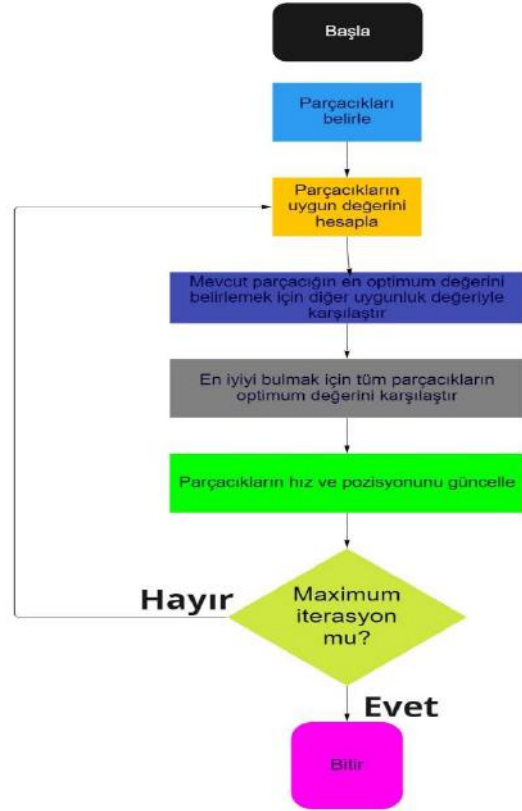 Başla
Parçacıkları
belirle
Parçacıkların
uygun değerini
hesapla
Mevcut parçacığın en optimum değerini
belirlemek için diğer uygunluk değeriyle
karşılaştır
En iyiyi bulmak için tüm parçacıkların
optimum değerini karşılaştır
Parçacıkların hız ve pozisyonunu güncelle
Hayır
Maximum
iterasyon
mu?
Evet
Bitir